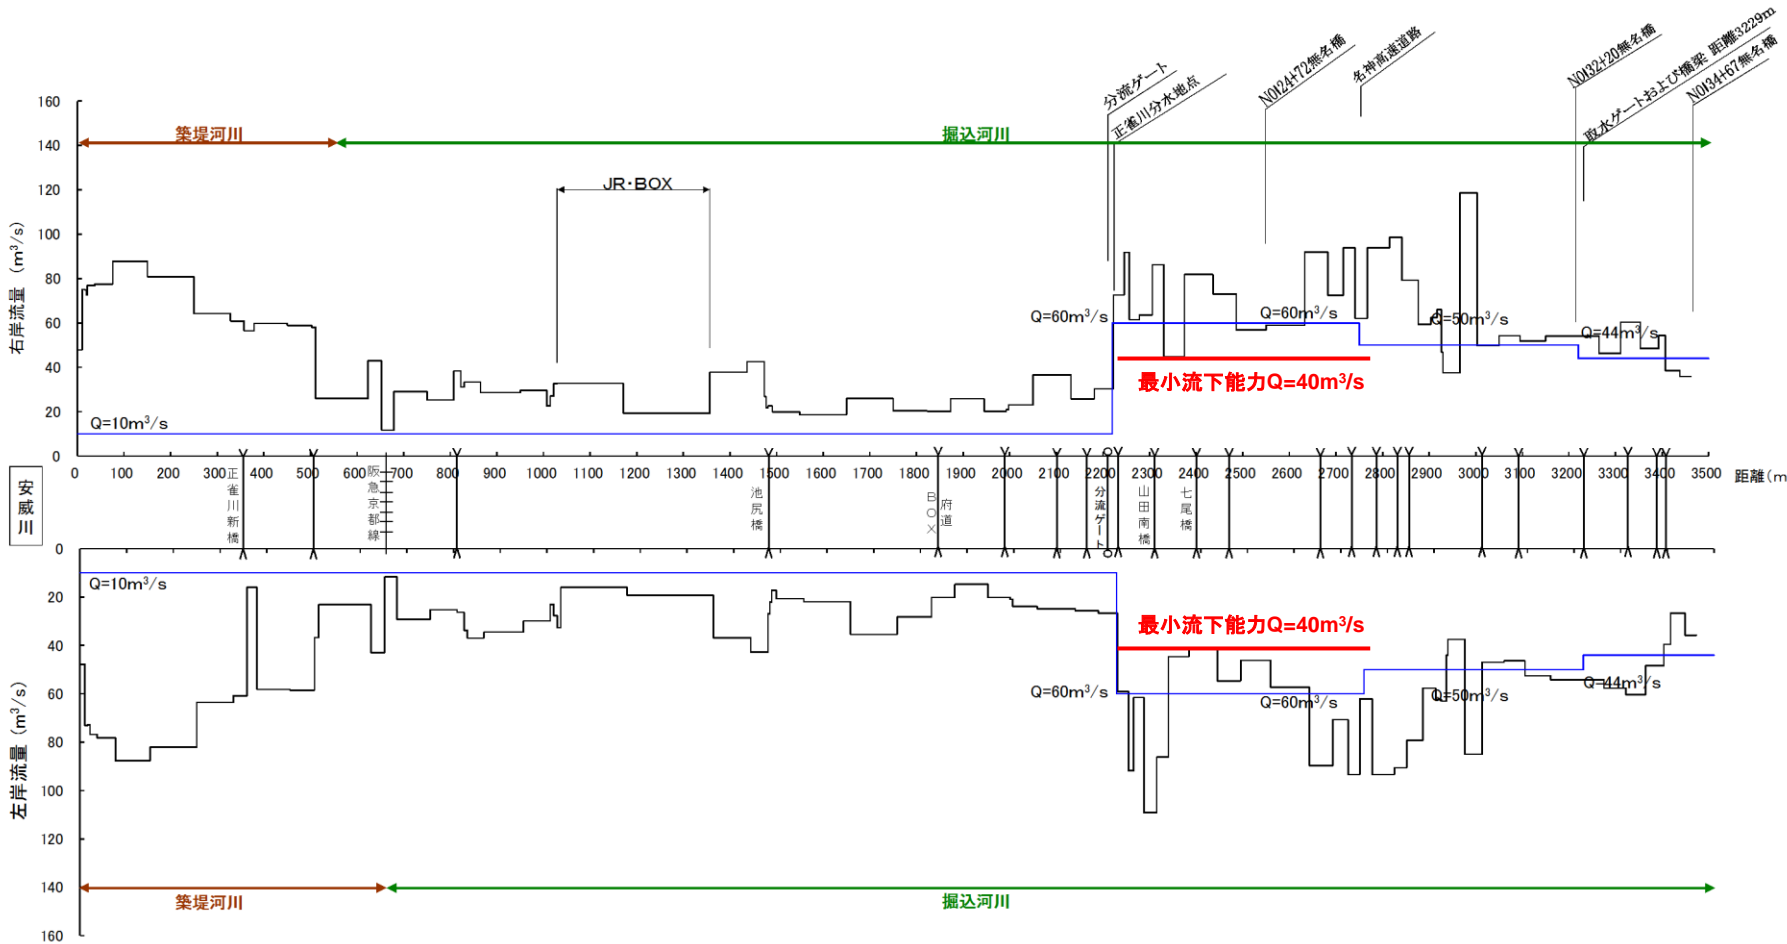 分流ゲート
正雀川分水地点
NO124+72無名橋
名神高速道路
NO132+20無名橋
取水ゲートおよび橋梁 距離3229m
NO134+67無名橋
築堤河川
掘込河川
JR・BOX
右岸流量 (m³/s)
160
140
120
100
80
60
40
20
0
Q=10m³/s
Q=60m³/s
Q=60m³/s
Q=50m³/s
Q=44m³/s
最小流下能力Q=40m³/s
0 100 200 300 400 500 600 700 800 900 1000 1100 1200 1300 1400 1500 1600 1700 1800 1900 2000 2100 2200 2300 2400 2500 2600 2700 2800 2900 3000 3100 3200 3300 3400 3500
距離(m
安威川
正雀川新橋
阪急京都線
池尻橋
府道
BOX
分流ゲート
山田南橋
七尾橋
左岸流量 (m³/s)
0
20
40
60
80
100
120
140
160
Q=10m³/s
最小流下能力Q=40m³/s
Q=60m³/s
Q=60m³/s
Q=50m³/s
Q=44m³/s
築堤河川
掘込河川